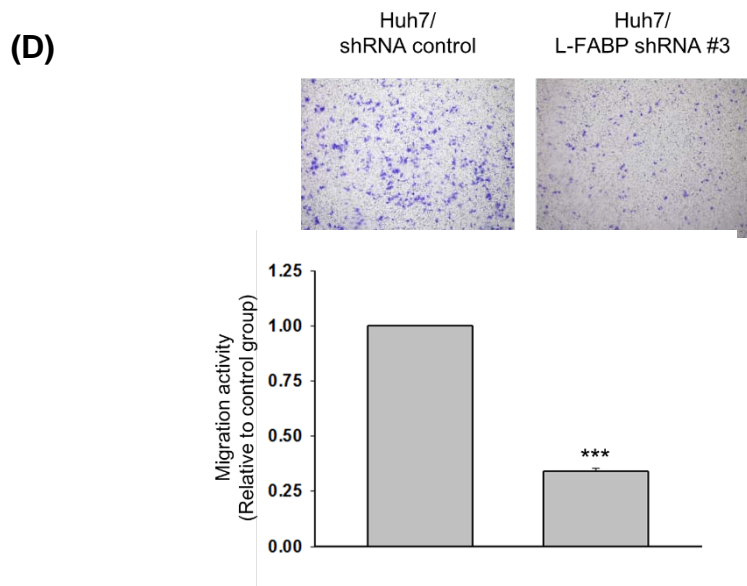 (D)
Huh7/
shRNA control
Huh7/
L-FABP shRNA #3
Migration activity
(Relative to control group)
1.25
1.00
0.75
0.50
0.25
0.00
***